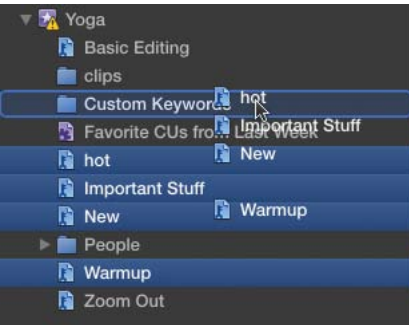 Yoga
Basic Editing
clips
Custom Keywords
hot
Favorite CUs from Last Week
Important Stuff
hot
New
Important Stuff
New
Warmup
People
Warmup
Zoom Out